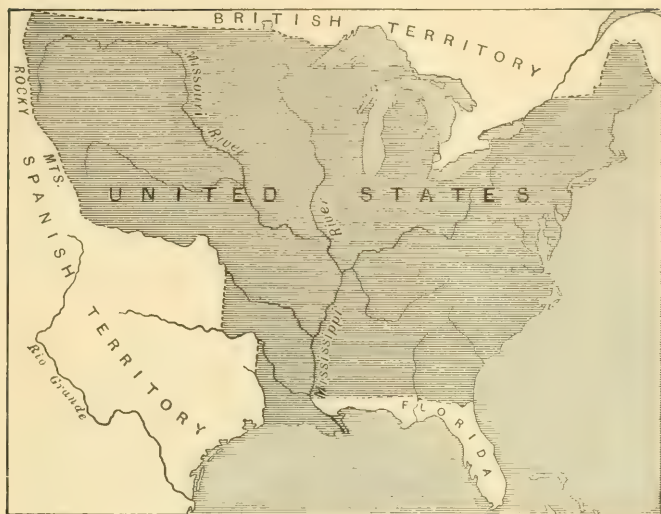 BRITISH TERRITORY
ROCKY MTS.
Missouri River
UNITED STATES
SPANISH TERRITORY
River
Mississippi
Rio Grande
FLORIDA